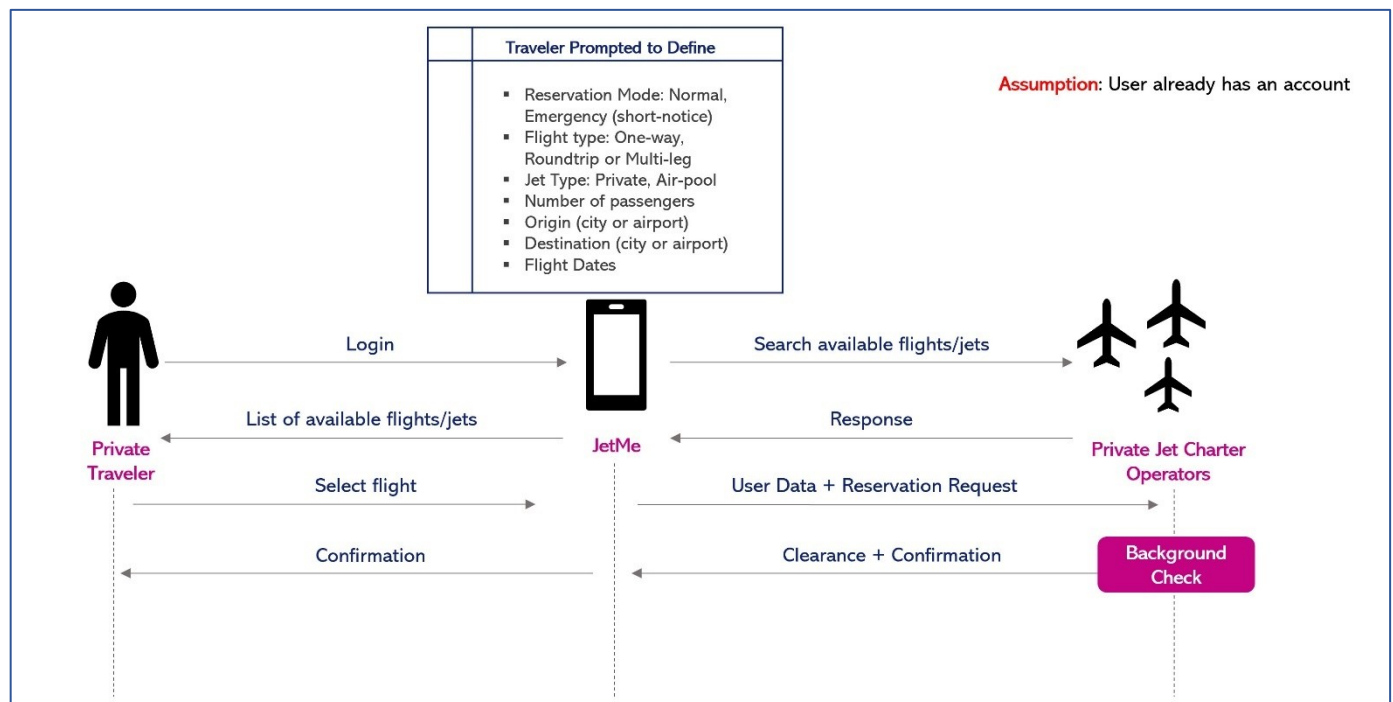 Traveler Prompted to Define
▪ Reservation Mode: Normal,
Emergency (short-notice)
▪ Flight type: One-way,
Roundtrip or Multi-leg
▪ Jet Type: Private, Air-pool
▪ Number of passengers
▪ Origin (city or airport)
▪ Destination (city or airport)
▪ Flight Dates
Assumption: User already has an account
Login
Search available flights/jets
List of available flights/jets
Response
Private
Traveler
JetMe
Private Jet Charter
Operators
Select flight
User Data + Reservation Request
Confirmation
Clearance + Confirmation
Background
Check